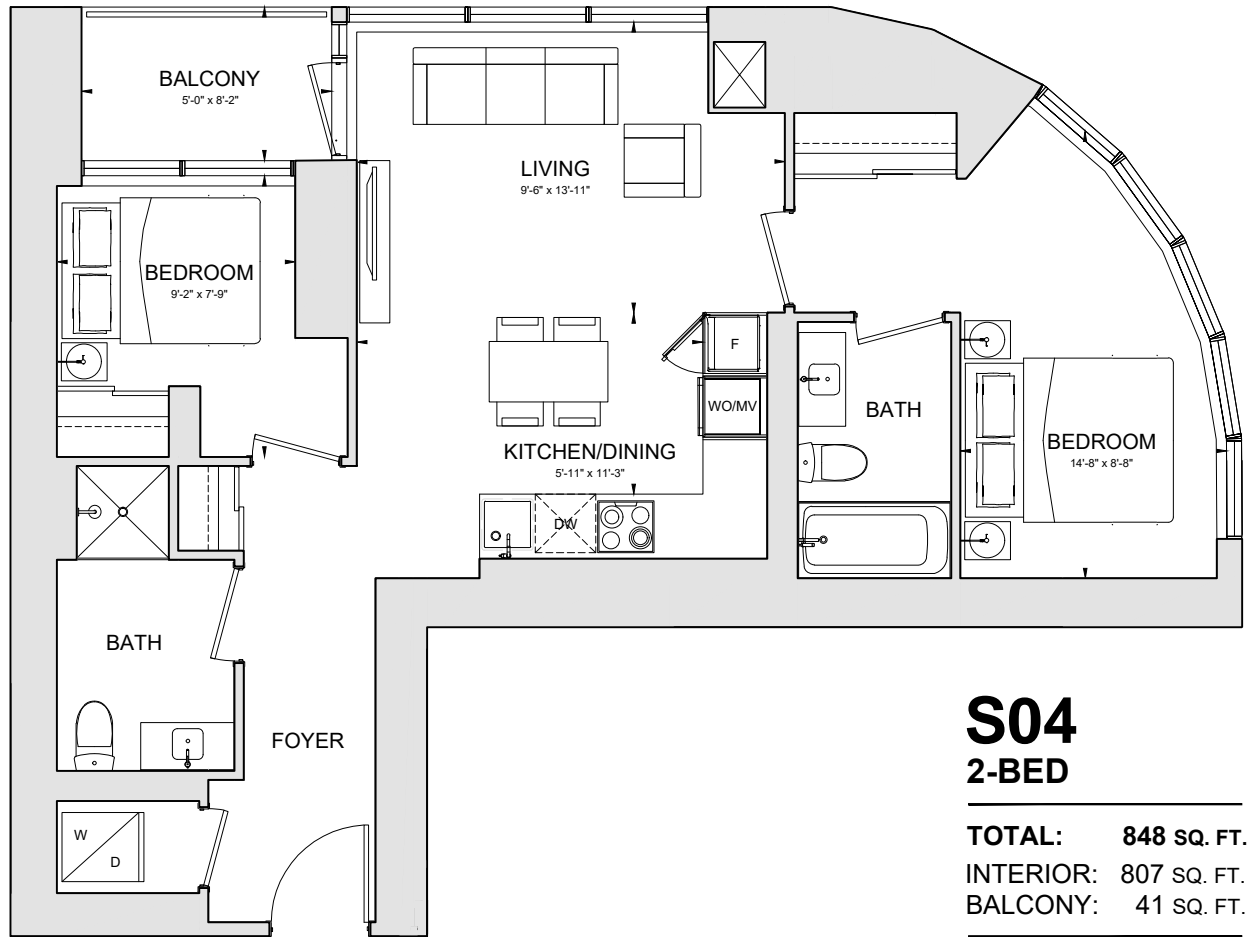 BALCONY
5'-0" x 8'-2"
LIVING
9'-6" x 13'-11"
BEDROOM
9'-2" x 7'-9"
F
WO/MV
BATH
BEDROOM
14'-8" x 8'-8"
KITCHEN/DINING
5'-11" x 11'-3"
DW
BATH
FOYER
W
D
S04
2-BED
TOTAL: 848 SQ. FT.
INTERIOR: 807 SQ. FT.
BALCONY: 41 SQ. FT.